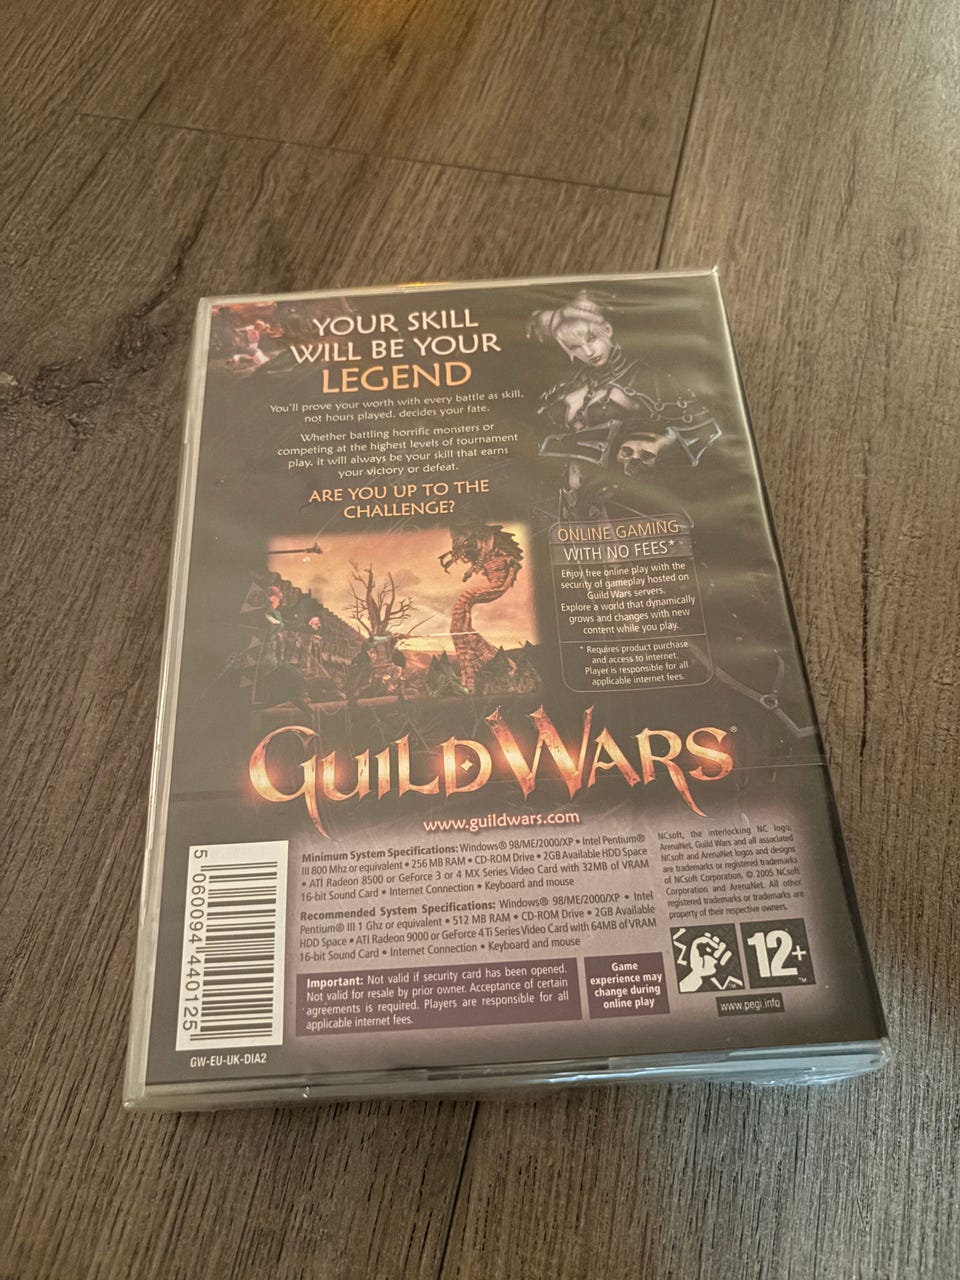 YOUR SKILL
WILL BE YOUR
LEGEND
You'll prove your worth with every battle as skill,
not hours played, decides your fate.
Whether battling horrific monsters or
competing at the highest levels of tournament
play, it will always be your skill that earns
your victory or defeat.
ARE YOU UP TO THE
CHALLENGE?
ONLINE GAMING
WITH NO FEES*
Enjoy free online play with the
security of gameplay hosted on
Guild Wars servers.
Explore a world that dynamically
grows and changes with new
content while you play.
* Requires product purchase
and access to internet.
Player is responsible for all
applicable internet fees.
GUILD WARS®
www.guildwars.com
Minimum System Specifications: Windows® 98/ME/2000/XP • Intel Pentium®
III 800 Mhz or equivalent • 256 MB RAM • CD-ROM Drive • 2GB Available HDD Space
• ATI Radeon 8500 or GeForce 3 or 4 MX Series Video Card with 32MB of VRAM
16-bit Sound Card • Internet Connection • Keyboard and mouse
Recommended System Specifications: Windows® 98/ME/2000/XP • Intel
Pentium® III 1 Ghz or equivalent • 512 MB RAM • CD-ROM Drive • 2GB Available
HDD Space • ATI Radeon 9000 or GeForce 4 Ti Series Video Card with 64MB of VRAM
16-bit Sound Card • Internet Connection • Keyboard and mouse
NCsoft, the interlocking NC logo,
ArenaNet, Guild Wars and all associated
NCsoft and ArenaNet logos and designs
are trademarks or registered trademarks
of NCsoft Corporation. © 2005 NCsoft
Corporation and ArenaNet. All other
registered trademarks or trademarks are
property of their respective owners.
Important: Not valid if security card has been opened.
Not valid for resale by prior owner. Acceptance of certain
agreements is required. Players are responsible for all
applicable internet fees.
Game
experience may
change during
online play
12+
™
www.pegi.info
5 060094 440125
GW-EU-UK-DIA2